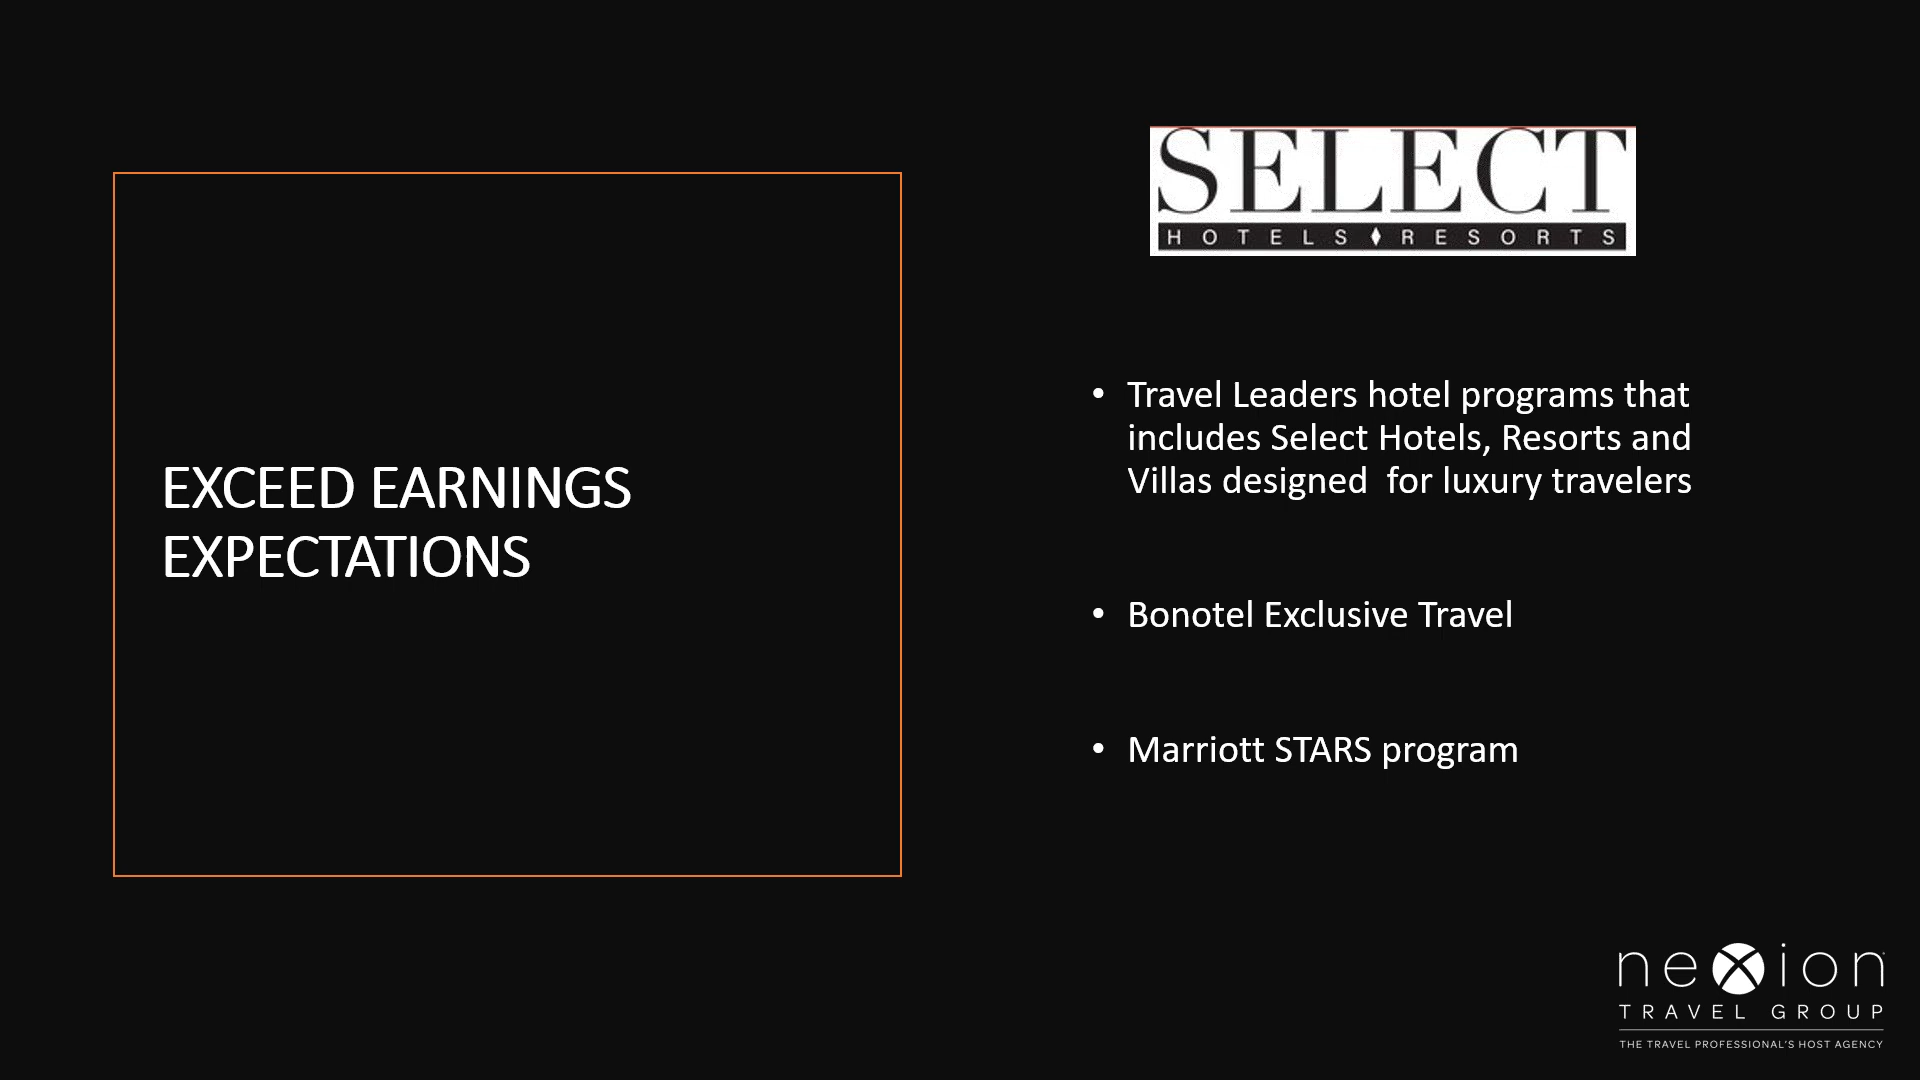 EXCEED EARNINGS
EXPECTATIONS
SELECT
HOTELS RESORTS
• Travel Leaders hotel programs that
includes Select Hotels, Resorts and
Villas designed  for luxury travelers
• Bonotel Exclusive Travel
• Marriott STARS program
nexion
TRAVEL GROUP
THE TRAVEL PROFESSIONAL'S HOST AGENCY